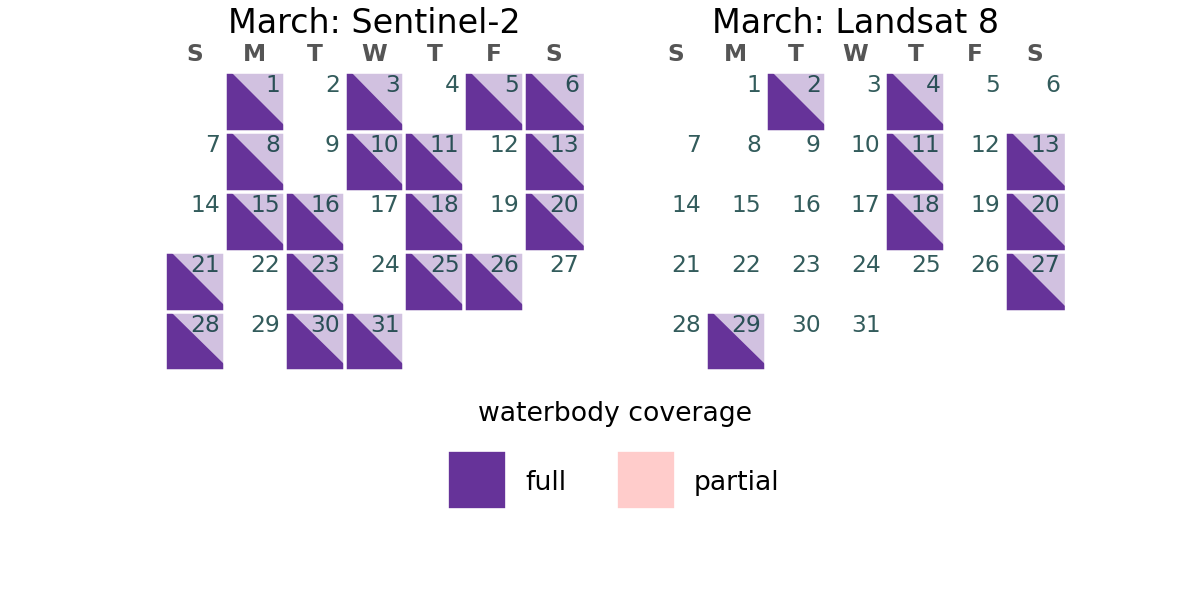 March: Sentinel-2
S M T W T F S
1 2 3 4 5 6
7 8 9 10 11 12 13
14 15 16 17 18 19 20
21 22 23 24 25 26 27
28 29 30 31
March: Landsat 8
S M T W T F S
1 2 3 4 5 6
7 8 9 10 11 12 13
14 15 16 17 18 19 20
21 22 23 24 25 26 27
28 29 30 31
waterbody coverage
full partial